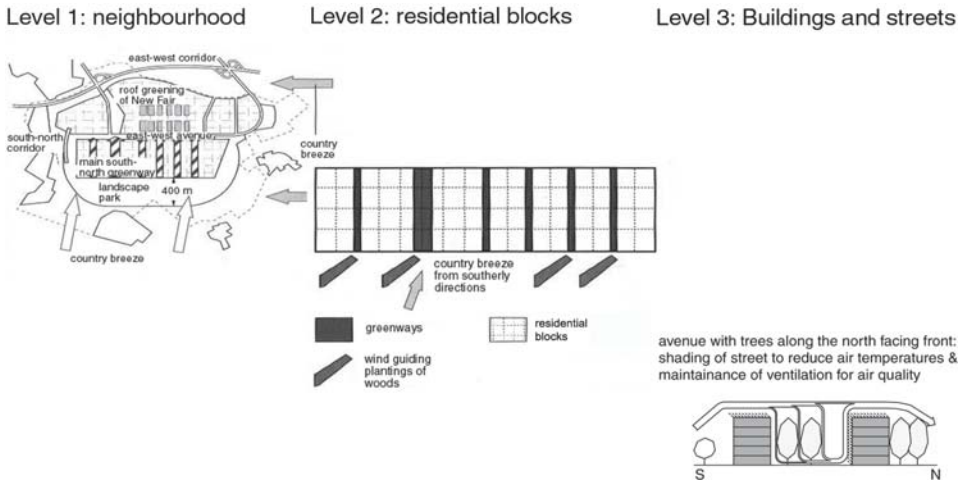 Level 1: neighbourhood
east-west corridor
roof greening
of New Fair
south-north
corridor
east-west avenue
main south-
north greenway
landscape
park
400 m
country
breeze
country breeze
Level 2: residential blocks
country breeze
from southerly
directions
greenways
residential
blocks
wind guiding
plantings of
woods
Level 3: Buildings and streets
avenue with trees along the north facing front:
shading of street to reduce air temperatures &
maintainance of ventilation for air quality
S
N